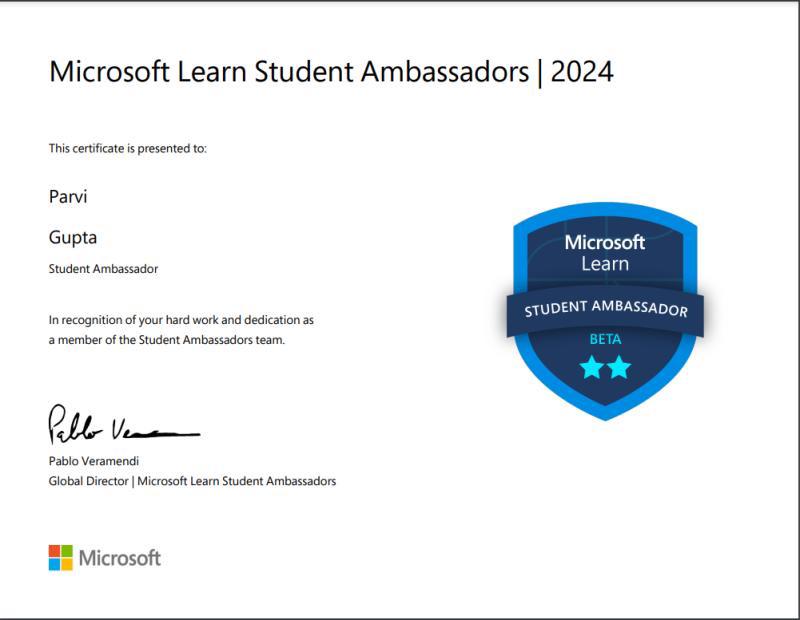 Microsoft Learn Student Ambassadors | 2024
This certificate is presented to:
Parvi
Gupta
Student Ambassador
In recognition of your hard work and dedication as
a member of the Student Ambassadors team.
Pablo Veramendi
Global Director | Microsoft Learn Student Ambassadors
Microsoft
Microsoft
Learn
STUDENT AMBASSADOR
BETA